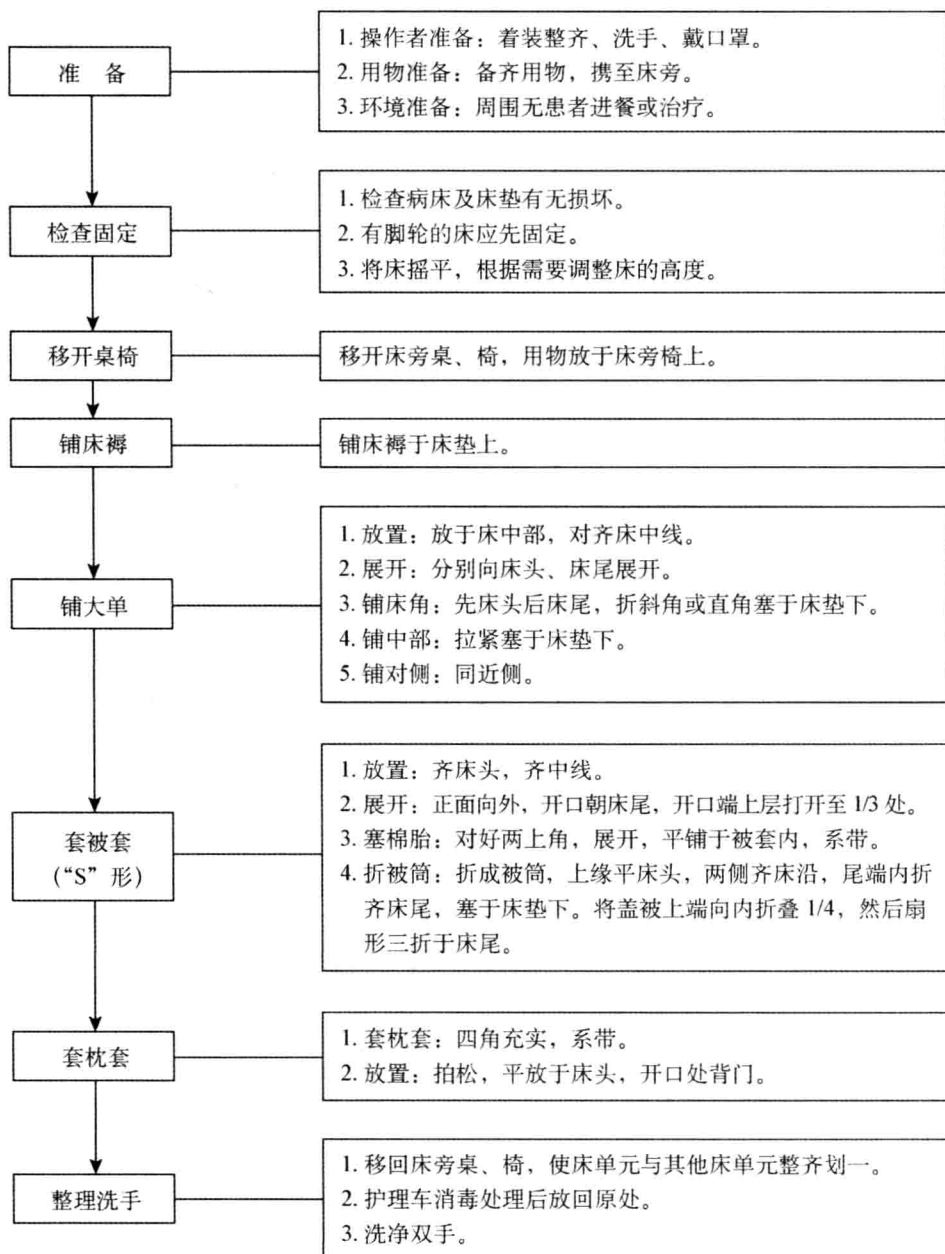 准 备
1. 操作者准备：着装整齐、洗手、戴口罩。
2. 用物准备：备齐用物，携至床旁。
3. 环境准备：周围无患者进餐或治疗。
检查固定
1. 检查病床及床垫有无损坏。
2. 有脚轮的床应先固定。
3. 将床摇平，根据需要调整床的高度。
移开桌椅
移开床旁桌、椅，用物放于床旁椅上。
铺床褥
铺床褥于床垫上。
铺大单
1. 放置：放于床中部，对齐床中线。
2. 展开：分别向床头、床尾展开。
3. 铺床角：先床头后床尾，折斜角或直角塞于床垫下。
4. 铺中部：拉紧塞于床垫下。
5. 铺对侧：同近侧。
套被套
（“S”形）
1. 放置：齐床头，齐中线。
2. 展开：正面向外，开口朝床尾，开口端上层打开至 1/3 处。
3. 塞棉胎：对好两上角，展开，平铺于被套内，系带。
4. 折被筒：折成被筒，上缘平床头，两侧齐床沿，尾端内折
齐床尾，塞于床垫下。将盖被上端向内折叠 1/4，然后扇
形三折于床尾。
套枕套
1. 套枕套：四角充实，系带。
2. 放置：拍松，平放于床头，开口处背门。
整理洗手
1. 移回床旁桌、椅，使床单元与其他床单元整齐划一。
2. 护理车消毒处理后放回原处。
3. 洗净双手。